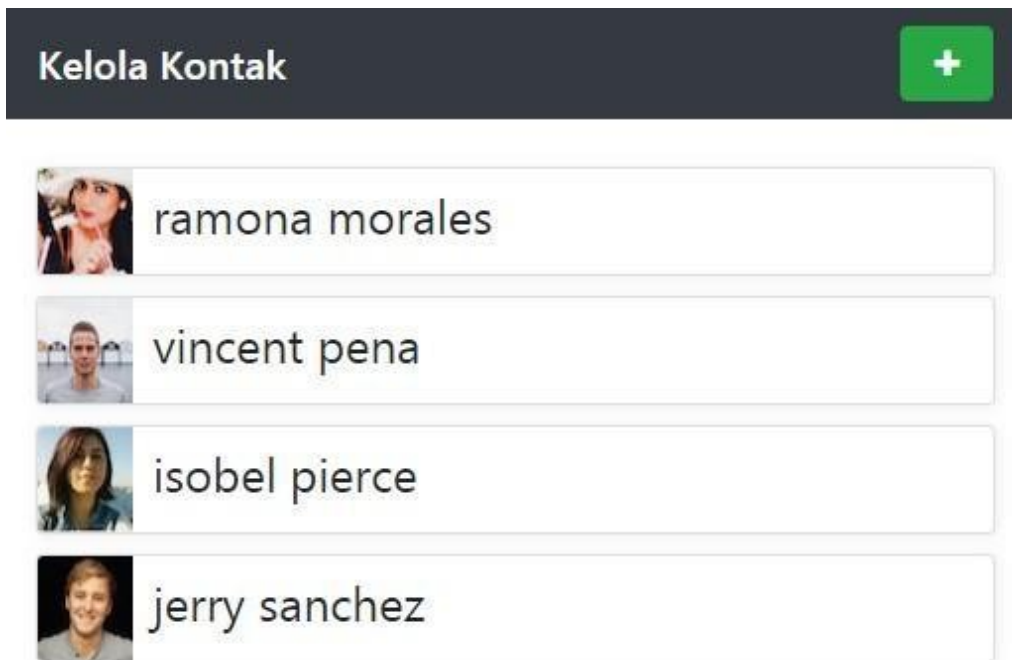 Kelola Kontak
ramona morales
vincent pena
isobel pierce
jerry sanchez